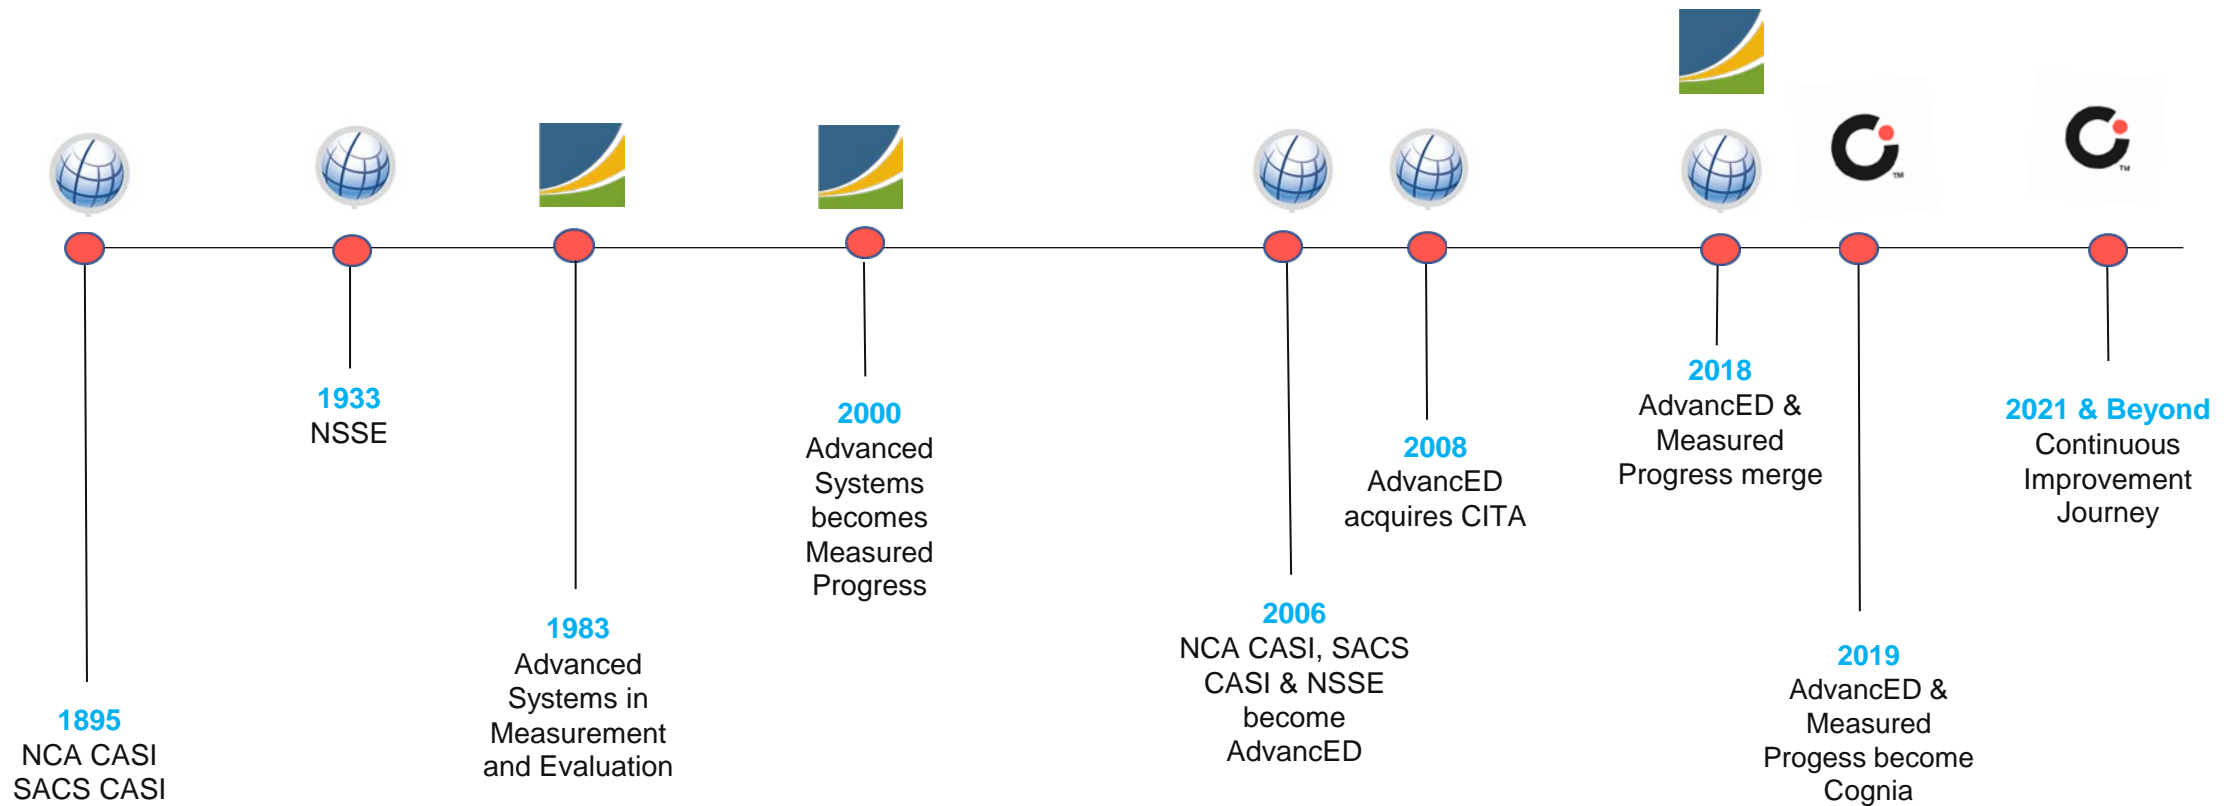 1895
NCA CASI
SACS CASI
1933
NSSE
1983
Advanced
Systems in
Measurement
and Evaluation
2000
Advanced
Systems
becomes
Measured
Progress
2006
NCA CASI, SACS
CASI & NSSE
become
AdvancED
2008
AdvancED
acquires CITA
2018
AdvancED &
Measured
Progress merge
TM
2019
AdvancED &
Measured
Progess become
Cognia
TM
2021 & Beyond
Continuous
Improvement
Journey